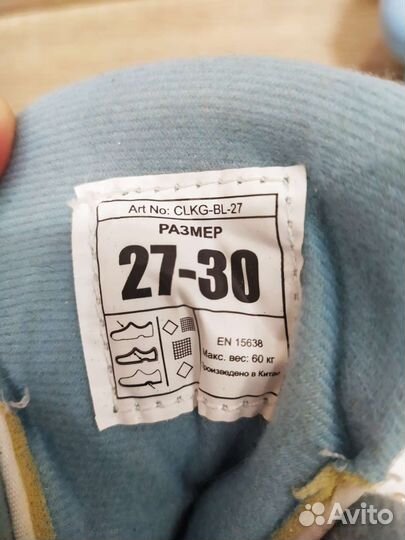 Art No: CLKG-BL-27
РАЗМЕР
27-30
EN 15638
Макс. вес: 60 кг
Произведено в Китае
Avito